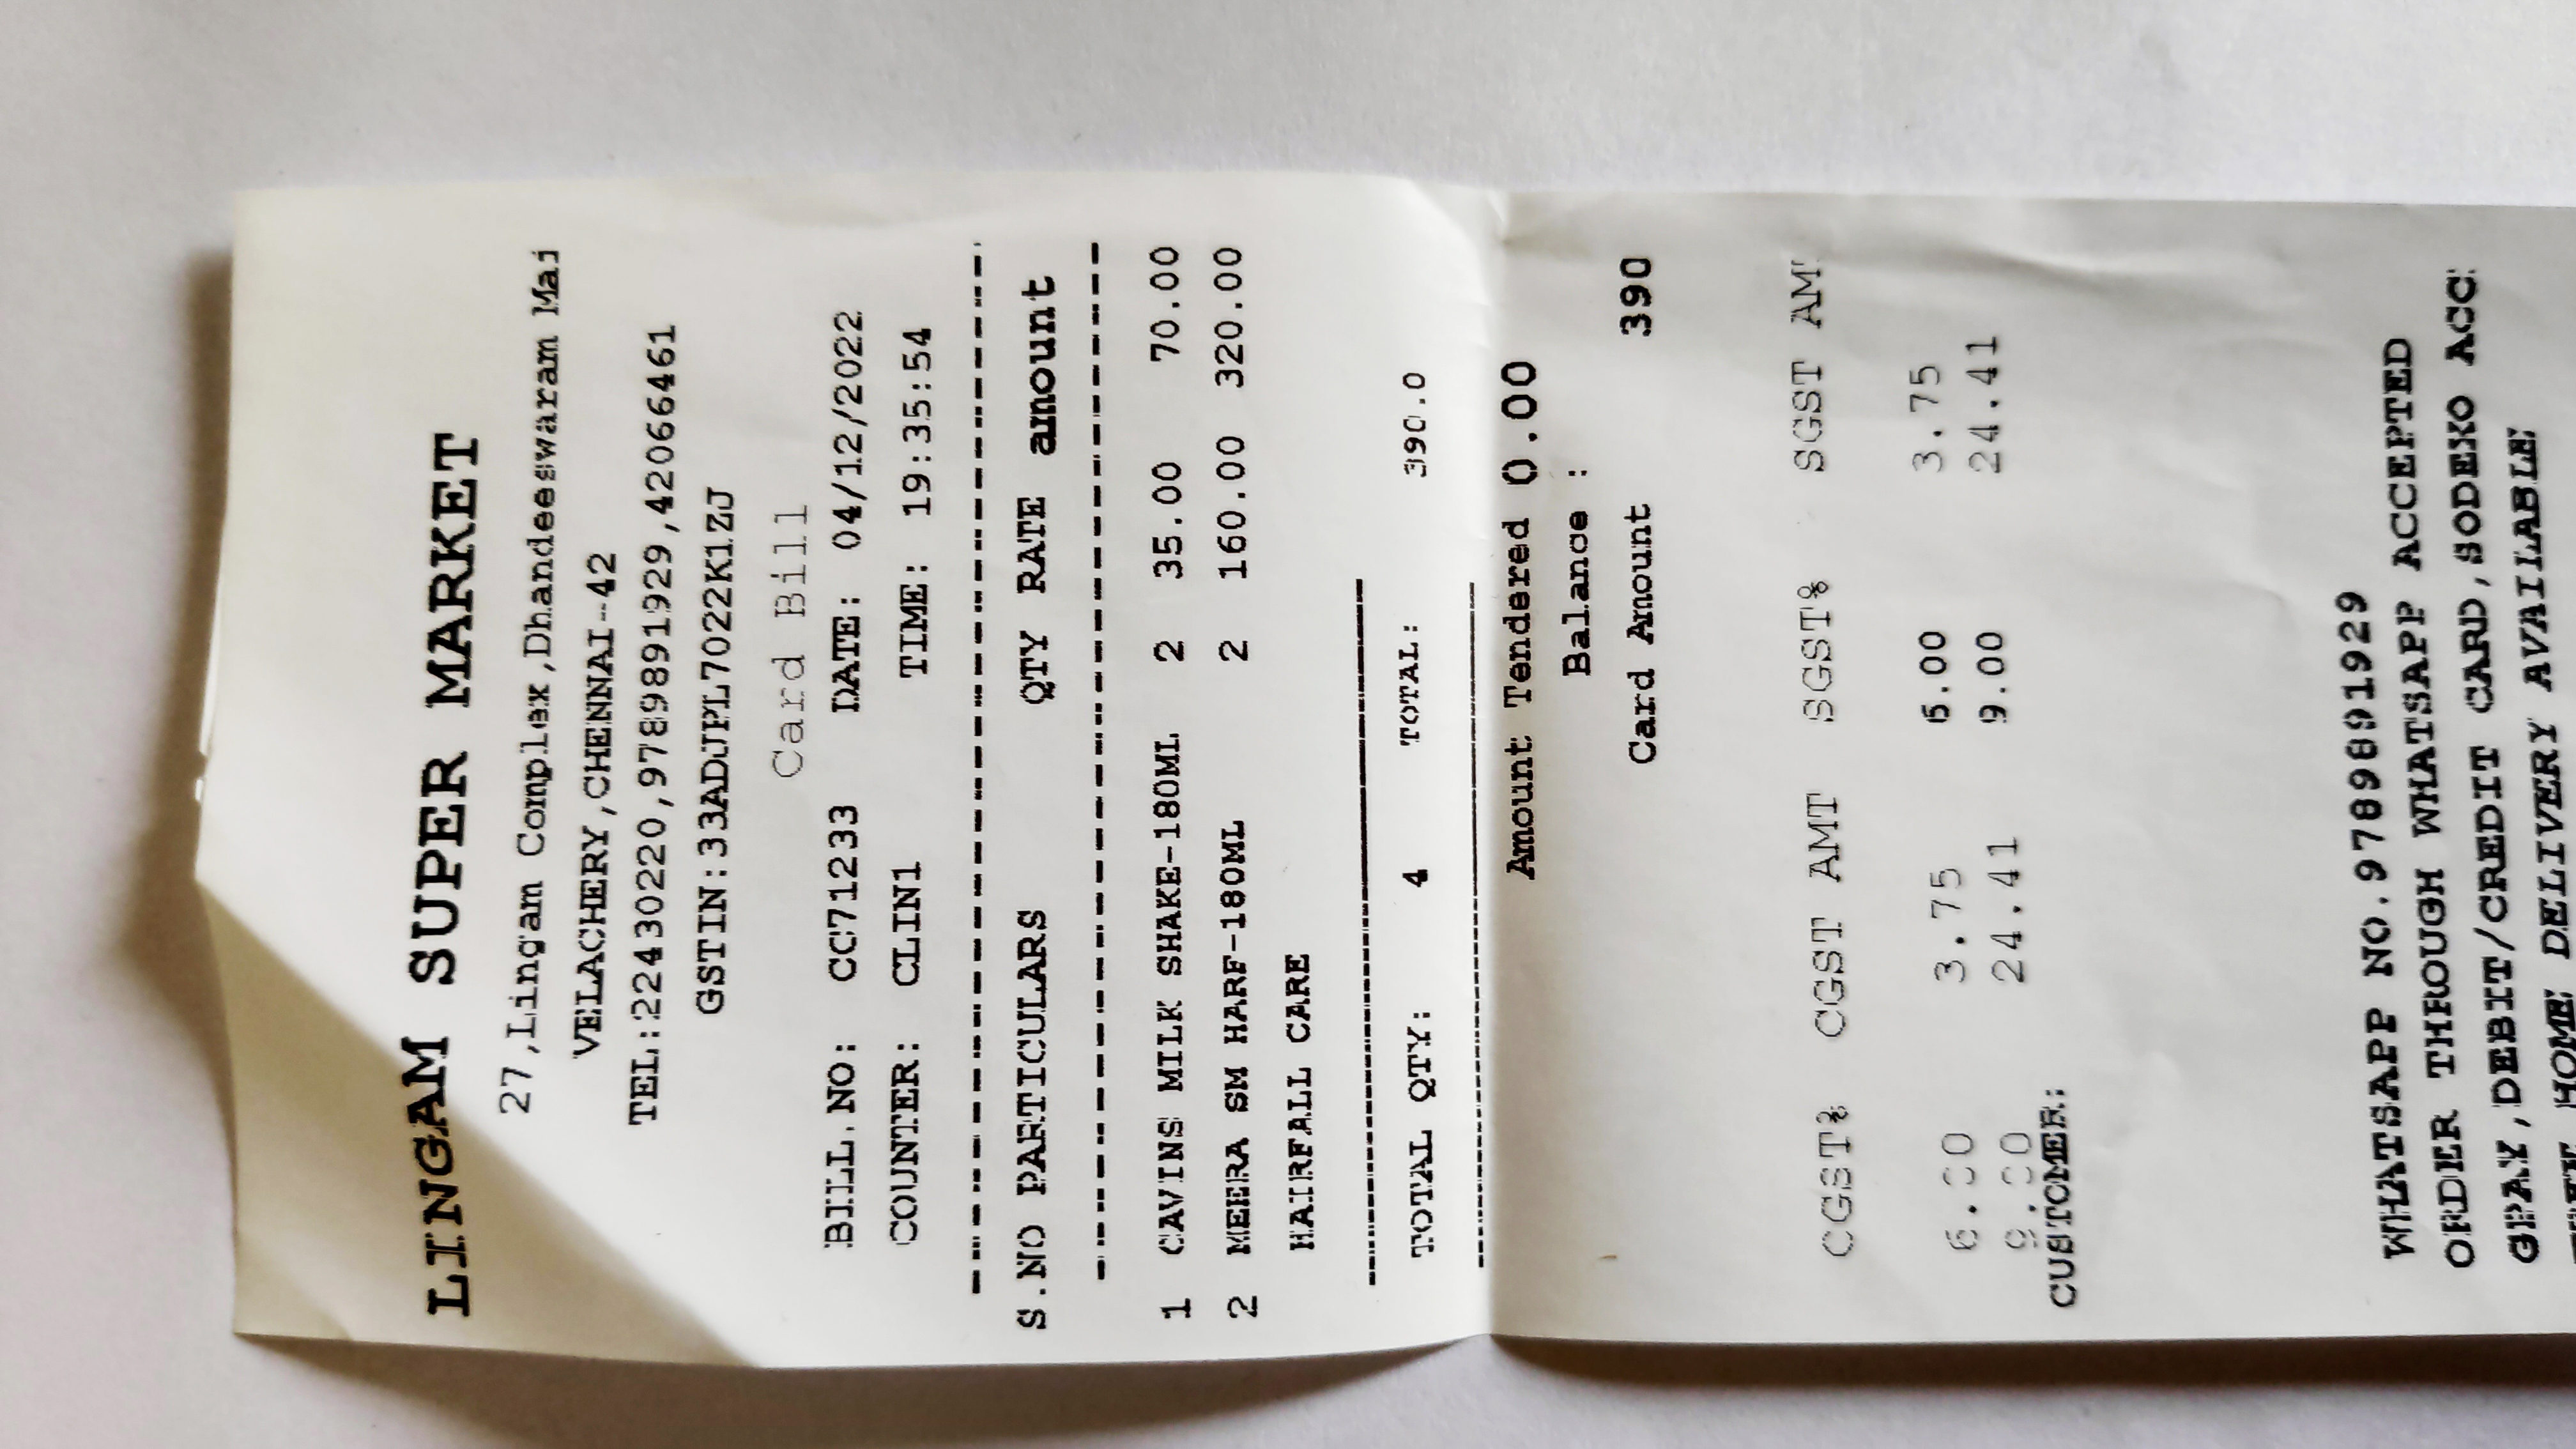 LINGAM SUPER MARKET
27,Lingam Complex,Dhandeeswaram Mai
VELACHERY,CHENNAI-42
TEL:22430220,9789891929,42066461
GSTIN:33ADJPL7022K1ZJ
Card Bill
BILL.NO: CC71233 DATE: 04/12/2022
COUNTER: CLIN1 TIME: 19:35:54
S.NO PARTICULARS QTY RATE amount
1 CAVINS MILK SHAKE-180ML 2 35.00 70.00
2 MEERA SM HARF-180ML 2 160.00 320.00
HAIRFALL CARE
TOTAL QTY: 4 TOTAL: 390.0
Amount Tendered 0.00
Balance :
Card Amount 390
CGST% CGST AMT SGST% SGST AM
3.75 3.75
9.00 24.41 9.00 24.41
CUSTOMER:
WHATSAPP NO.9789891929
ORDER THROUGH WHATSAPP ACCEPTED
GPAY,DEBIT/CREDIT CARD,SODEXO ACC
HOME DELIVERY AVAILABLE